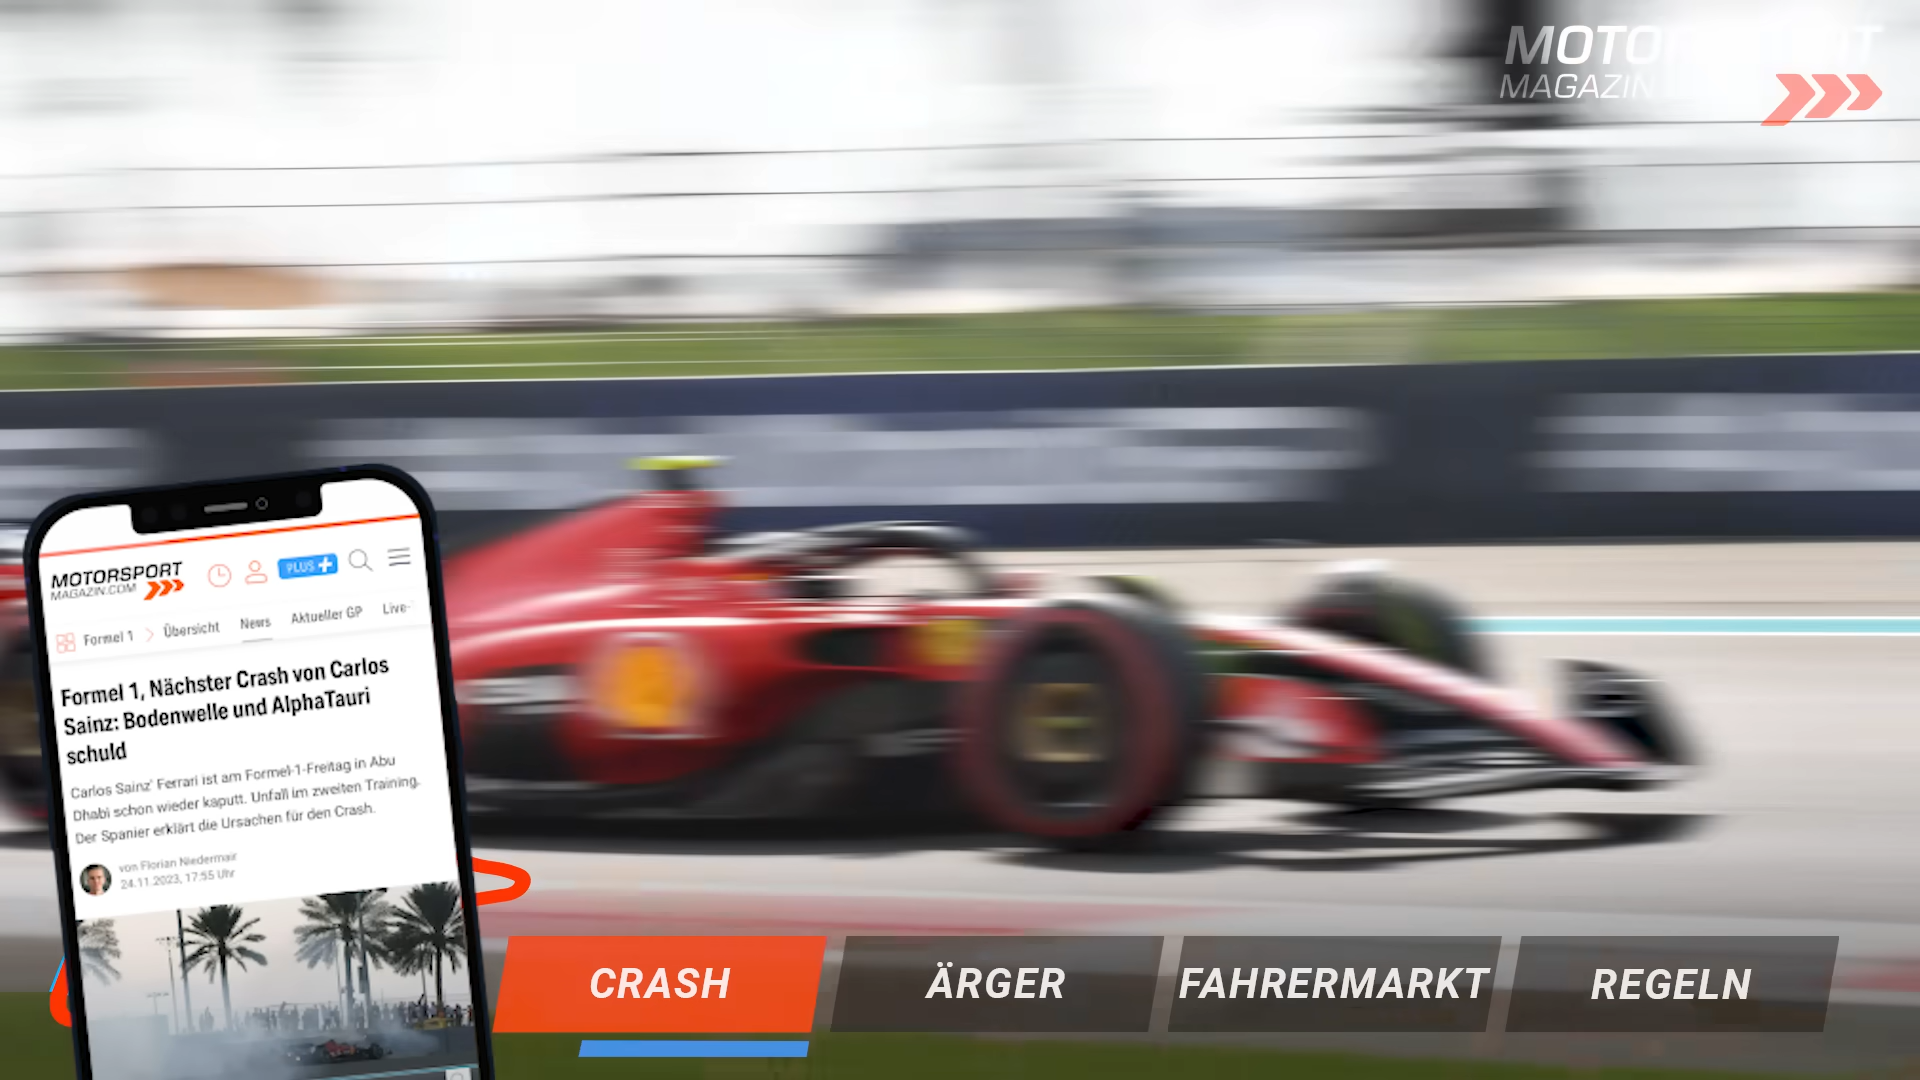 MOTO
MAGAZIN
MOTORSPORT
MAGAZIN.COM
PLUS
Formel 1
Übersicht
News
Aktueller GP
Live-
Formel 1, Nächster Crash von Carlos
Sainz: Bodenwelle und AlphaTauri
schuld
Carlos Sainz' Ferrari ist am Formel-1-Freitag in Abu
Dhabi schon wieder kaputt. Unfall im zweiten Training.
Der Spanier erklärt die Ursachen für den Crash.
von Florian Niedermair
24.11.2023, 17:55 Uhr
CRASH
ÄRGER
FAHRERMARKT
REGELN